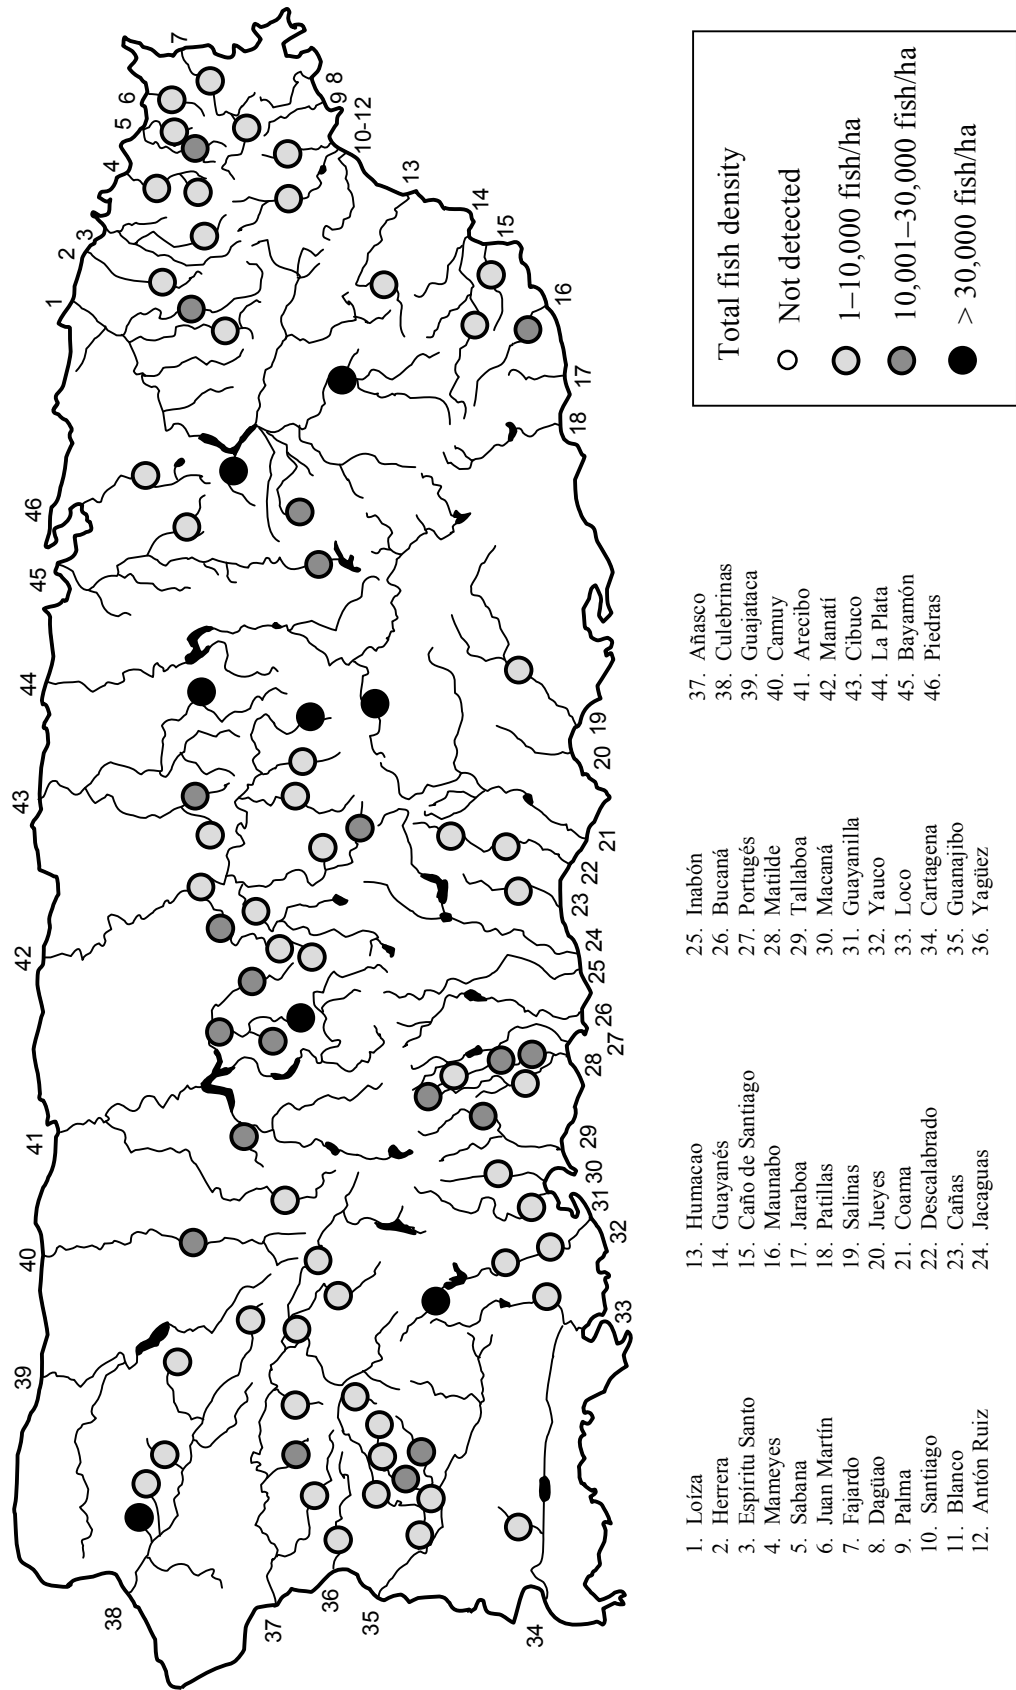 46
1
2
3
4
5
6
7
45
44
43
42
41
40
39
38
37
36
35
34
33
32
31
30
29
28
27
26
25
24
23
22
21
20
19
18
17
16
15
14
13
10-12
9
8
Total fish density
Not detected
1–10,000 fish/ha
10,001–30,000 fish/ha
> 30,000 fish/ha
1. Loíza
2. Herrera
3. Espíritu Santo
4. Mameyes
5. Sabana
6. Juan Martín
7. Fajardo
8. Dagüao
9. Palma
10. Santiago
11. Blanco
12. Antón Ruiz
13. Humacao
14. Guayanés
15. Caño de Santiago
16. Maunabo
17. Jaraboa
18. Patillas
19. Salinas
20. Jueyes
21. Coama
22. Descalabrado
23. Cañas
24. Jacaguas
25. Inabón
26. Bucaná
27. Portugés
28. Matilde
29. Tallaboa
30. Macaná
31. Guayanilla
32. Yauco
33. Loco
34. Cartagena
35. Guanajibo
36. Yagüez
37. Añasco
38. Culebrinas
39. Guajataca
40. Camuy
41. Arecibo
42. Manatí
43. Cibuco
44. La Plata
45. Bayamón
46. Piedras